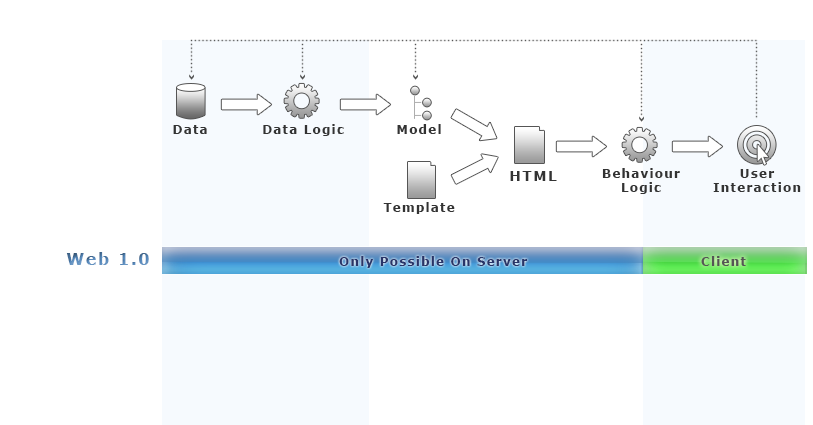 Data
Data Logic
Model
Template
HTML
Behaviour
Logic
User
Interaction
Web 1.0
Only Possible On Server
Client